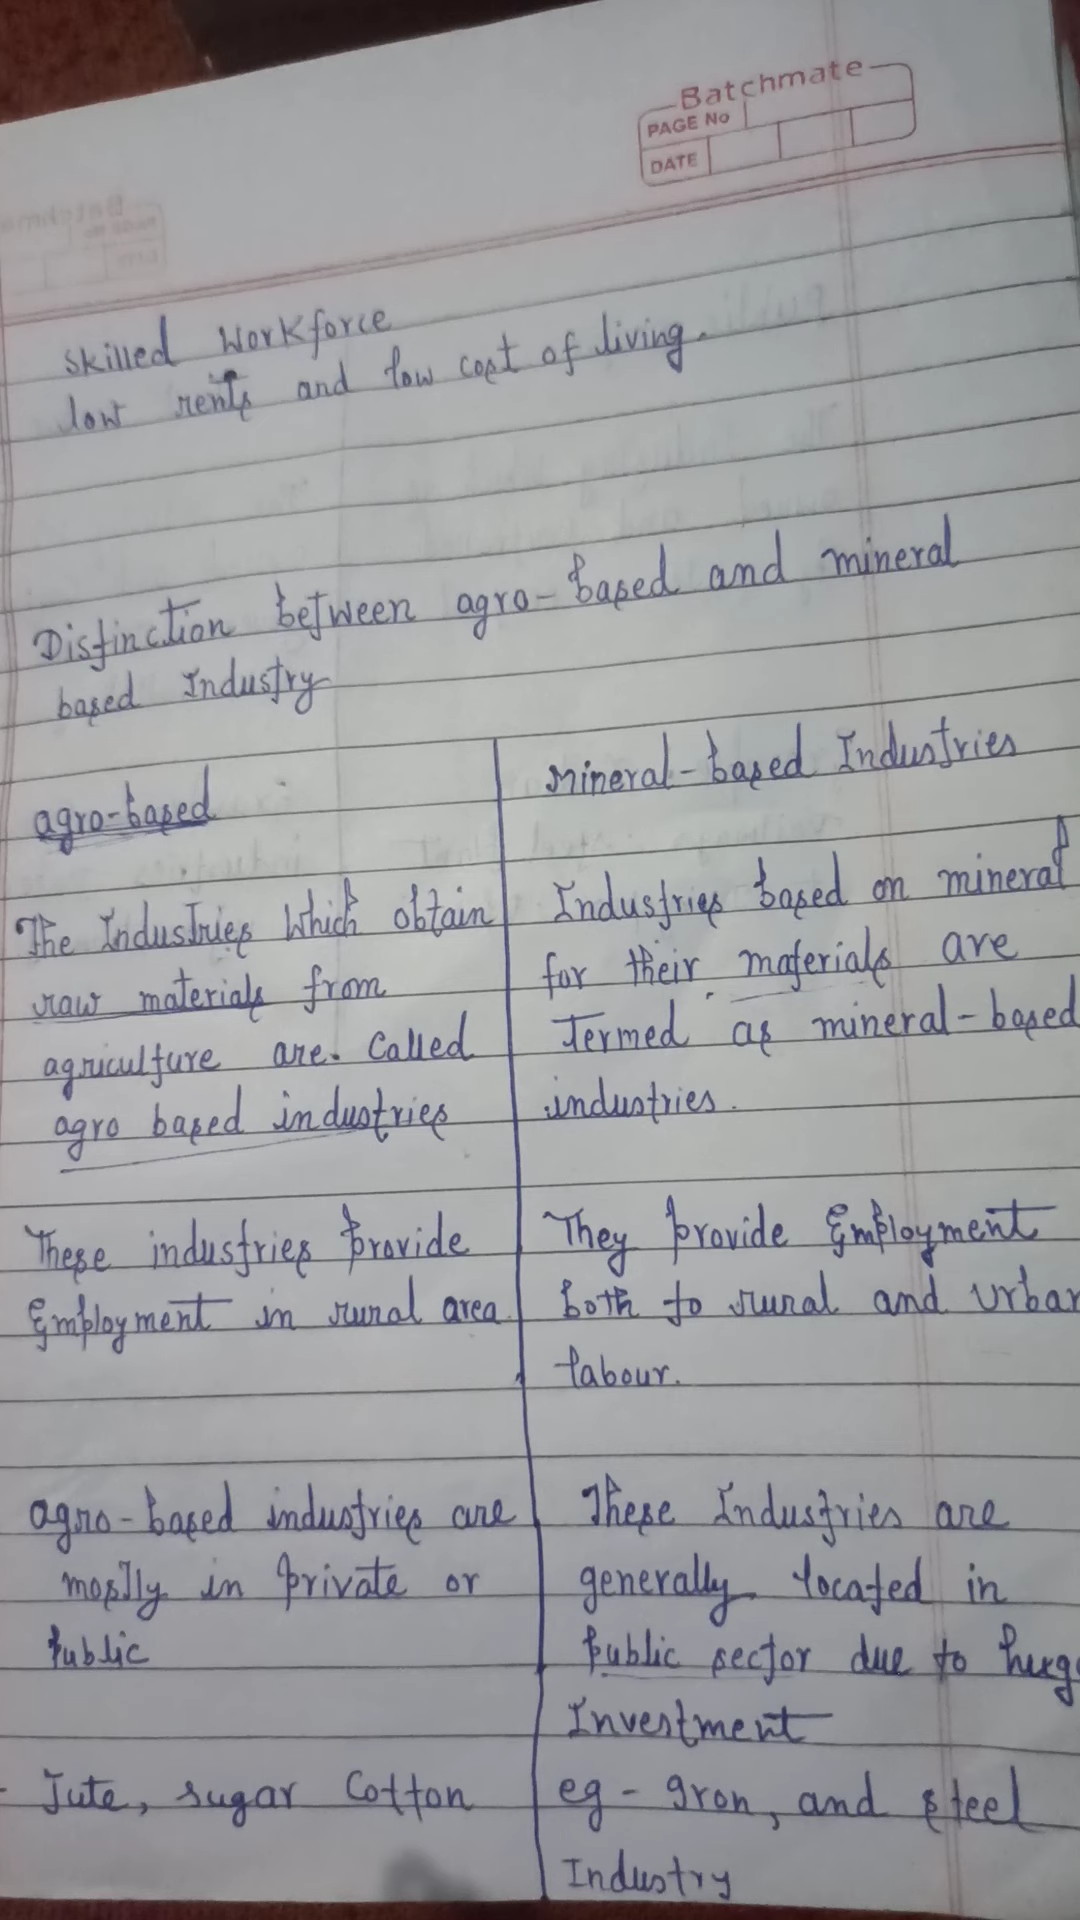 Batchmate
PAGE No
DATE
skilled Workforce
low rents and low cost of living.
Distinction between agro-based and mineral
based Industry
agro-based
The Industries Which obtain
raw materials from
agriculture are. Called
agro based industries
These industries provide
Employment in rural area.
agro-based industries are
mostly in private or
public
- Jute, sugar Cotton
Mineral-based Industries
Industries based on mineral
for their materials are
Termed as mineral-based
industries.
They provide Employment
both to rural and Urban
labour.
These Industries are
generally located in
public sector due to
Investment
eg - Iron, and steel
Industry